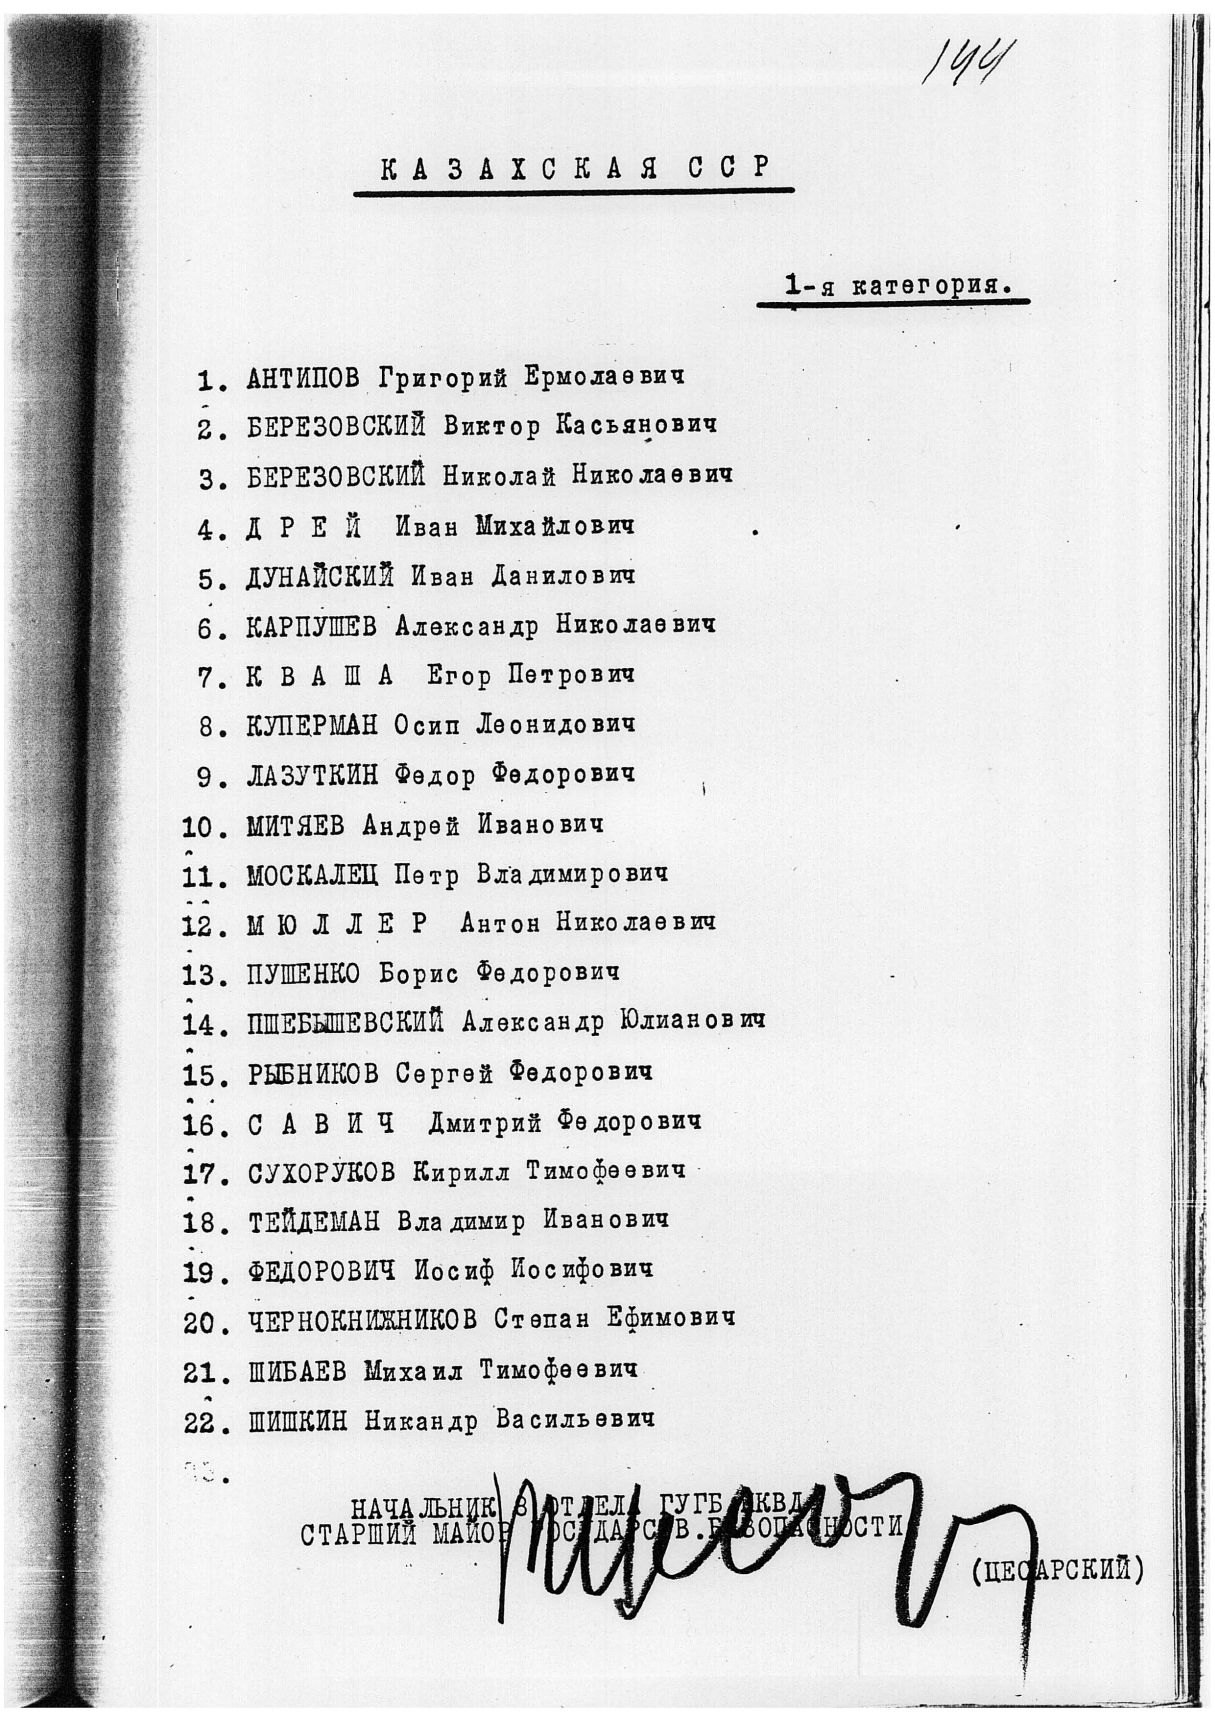 144
КАЗАХСКАЯ ССР
1-я категория.
1. АНТИПОВ Григорий Ермолаевич
2. БЕРЕЗОВСКИЙ Виктор Касьянович
3. БЕРЕЗОВСКИЙ Николай Николаевич
4. ДРЕЙ Иван Михайлович
5. ДУНАЙСКИЙ Иван Данилович
6. КАРПУШЕВ Александр Николаевич
7. КВАША Егор Петрович
8. КУПЕРМАН Осип Леонидович
9. ЛАЗУТКИН Федор Федорович
10. МИТЯЕВ Андрей Иванович
11. МОСКАЛЕЦ Петр Владимирович
12. МЮЛЛЕР Антон Николаевич
13. ПУШЕНКО Борис Федорович
14. ПШЕБЫШЕВСКИЙ Александр Юлианович
15. РЫБНИКОВ Сергей Федорович
16. САВИЧ Дмитрий Федорович
17. СУХОРУКОВ Кирилл Тимофеевич
18. ТЕЙДЕМАН Владимир Иванович
19. ФЕДОРОВИЧ Иосиф Иосифович
20. ЧЕРНОКНИЖНИКОВ Степан Ефимович
21. ШИБАЕВ Михаил Тимофеевич
22. ШИШКИН Никандр Васильевич
НАЧАЛЬНИК 8 ОТДЕЛА ГУГБ НКВД
СТАРШИЙ МАЙОР ГОСУДАРСТВ.БЕЗОПАСНОСТИ
(ЦЕСАРСКИЙ)